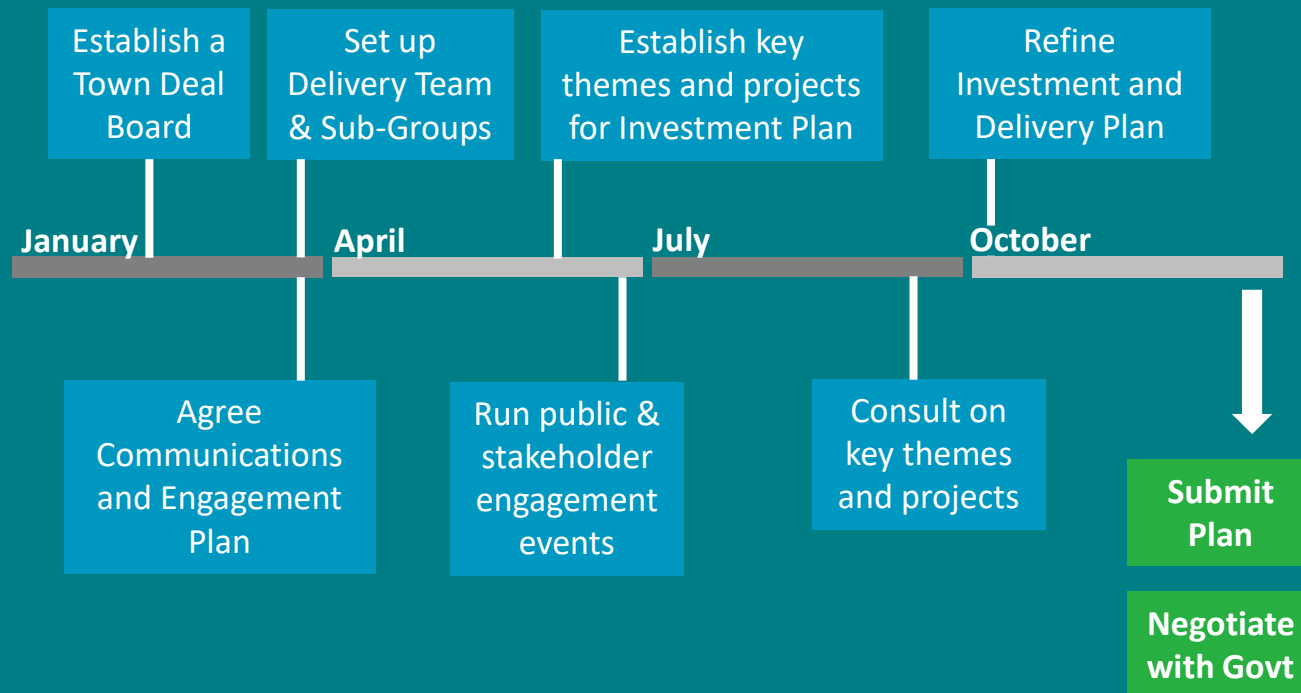 Establish a
Town Deal
Board
Set up
Delivery Team
& Sub-Groups
Establish key
themes and projects
for Investment Plan
Refine
Investment and
Delivery Plan
January
April
July
October
Agree
Communications
and Engagement
Plan
Run public &
stakeholder
engagement
events
Consult on
key themes
and projects
Submit
Plan
Negotiate
with Govt